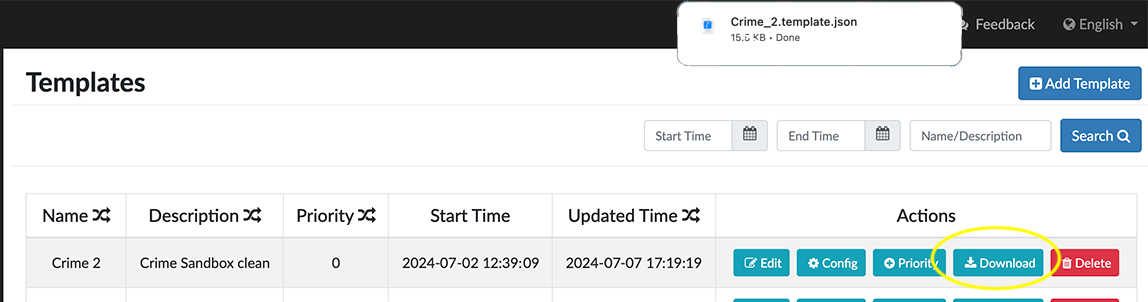 Crime_2.template.json
15.5 KB • Done
Feedback
English
Templates
Add Template
Start Time
End Time
Name/Description
Search
Name Description Priority Start Time Updated Time Actions
Crime 2 Crime Sandbox clean 0 2024-07-02 12:39:09 2024-07-07 17:19:19 Edit Config Priority Download Delete